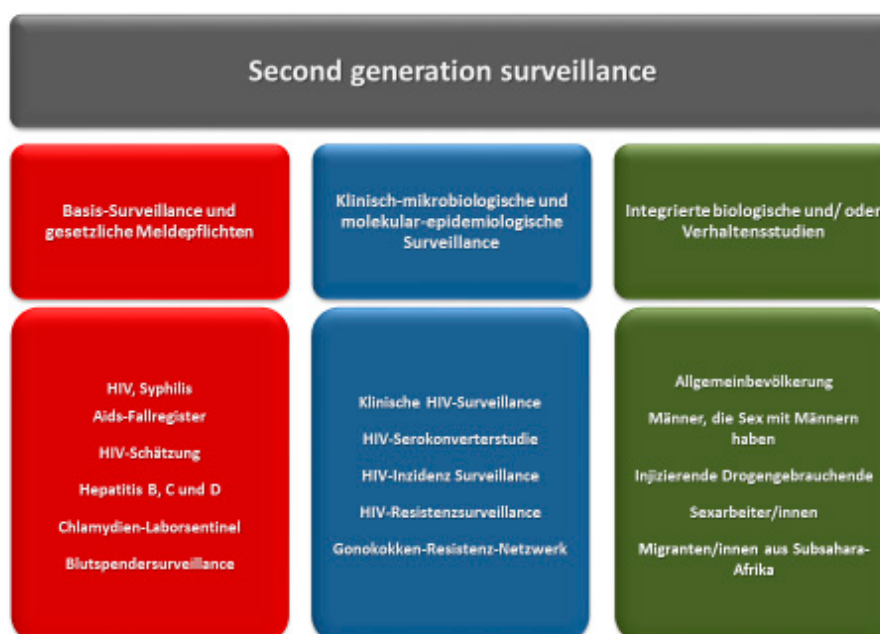 Second generation surveillance
Basis-Surveillance und
gesetzliche Meldepflichten
Klinisch-mikrobiologische und
molekular-epidemiologische
Surveillance
Integrierte biologische und/ oder
Verhaltensstudien
HIV, Syphilis
Aids-Fallregister
HIV-Schätzung
Hepatitis B, C und D
Chlamydien-Laborsentinel
Blutspendersurveillance
Klinische HIV-Surveillance
HIV-Serokonverterstudie
HIV-Inzidenz Surveillance
HIV-Resistenzsurveillance
Gonokokken-Resistenz-Netzwerk
Allgemeinbevölkerung
Männer, die Sex mit Männern
haben
Injizierende Drogengebrauchende
Sexarbeiter/innen
Migranten/innen aus Subsahara-
Afrika